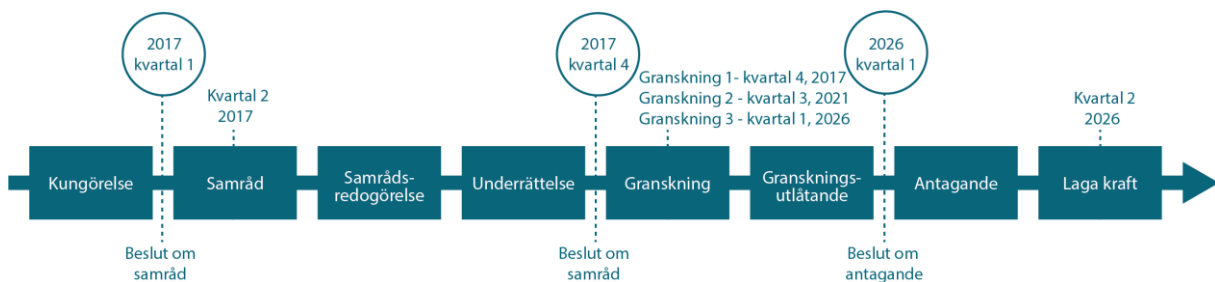 2017
kvartal 1
2017
kvartal 4
2026
kvartal 1
Kvartal 2
2017
Granskning 1- kvartal 4, 2017
Granskning 2 - kvartal 3, 2021
Granskning 3 - kvartal 1, 2026
Kvartal 2
2026
Kungörelse
Samråd
Samråds-
redogörelse
Underrättelse
Granskning
Gransknings-
utlåtande
Antagande
Laga kraft
Beslut om
samråd
Beslut om
samråd
Beslut om
antagande